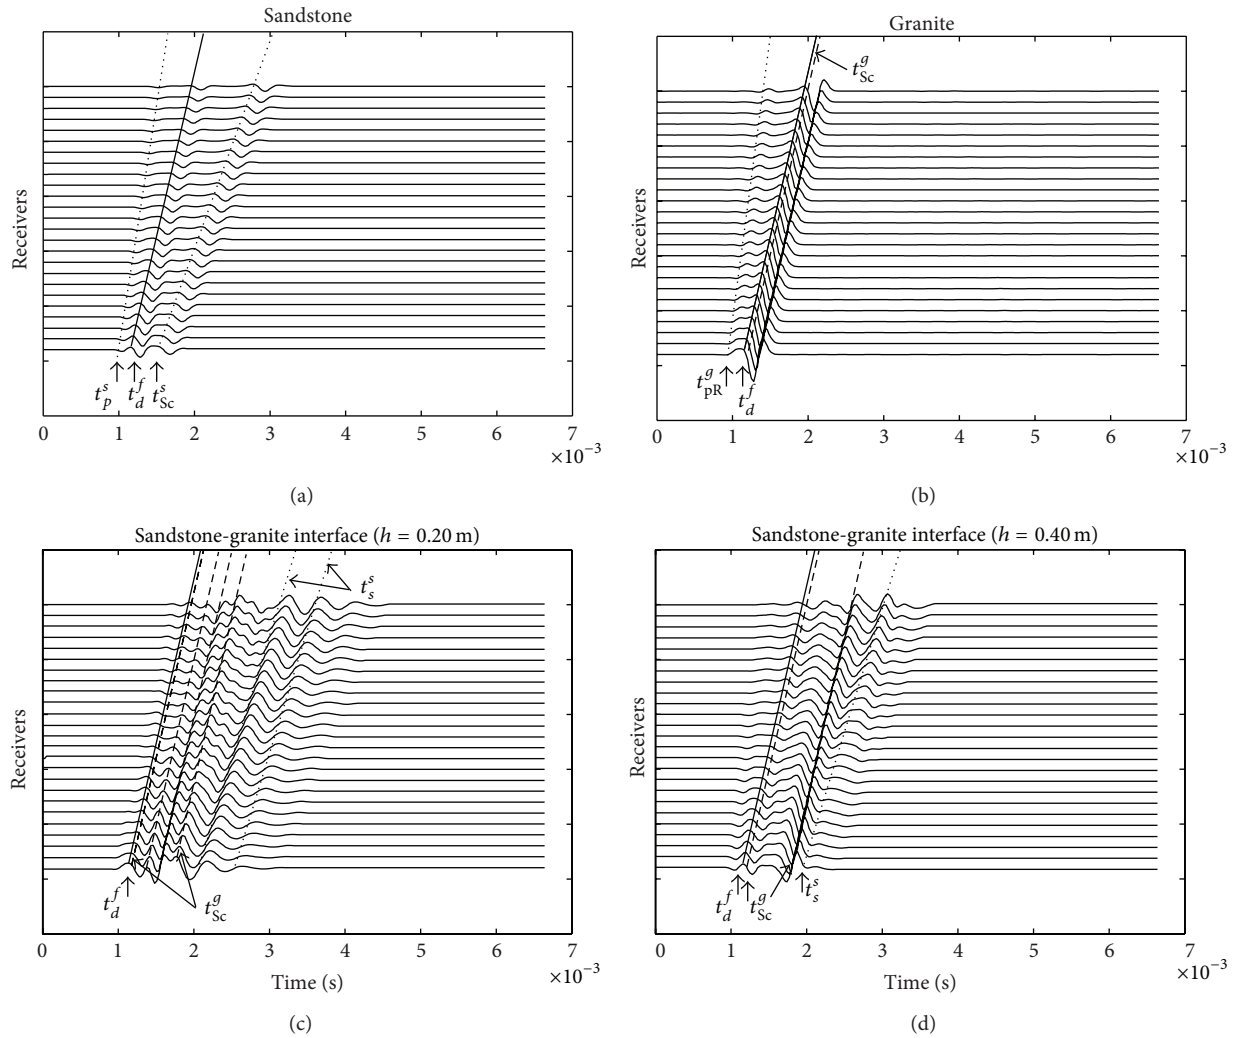 Sandstone
Receivers
t_p^s t_d^f t_Sc^s
0 1 2 3 4 5 6 7
×10⁻³
(a)
Granite
t_Sc^g
Receivers
t_pR^g t_d^f
0 1 2 3 4 5 6 7
×10⁻³
(b)
Sandstone-granite interface (h = 0.20 m)
t_s^s
Receivers
t_d^f t_Sc^g
0 1 2 3 4 5 6 7
×10⁻³
Time (s)
(c)
Sandstone-granite interface (h = 0.40 m)
Receivers
t_d^f t_Sc^g t_s^s
0 1 2 3 4 5 6 7
×10⁻³
Time (s)
(d)